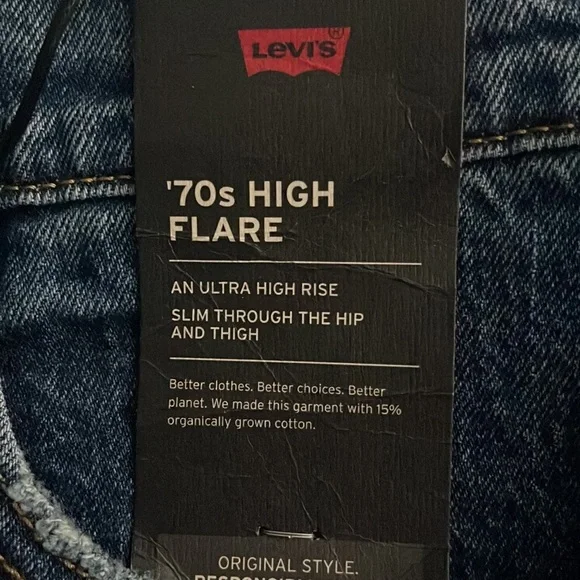 Levi's®
'70s HIGH
FLARE
AN ULTRA HIGH RISE
SLIM THROUGH THE HIP
AND THIGH
Better clothes. Better choices. Better
planet. We made this garment with 15%
organically grown cotton.
ORIGINAL STYLE.